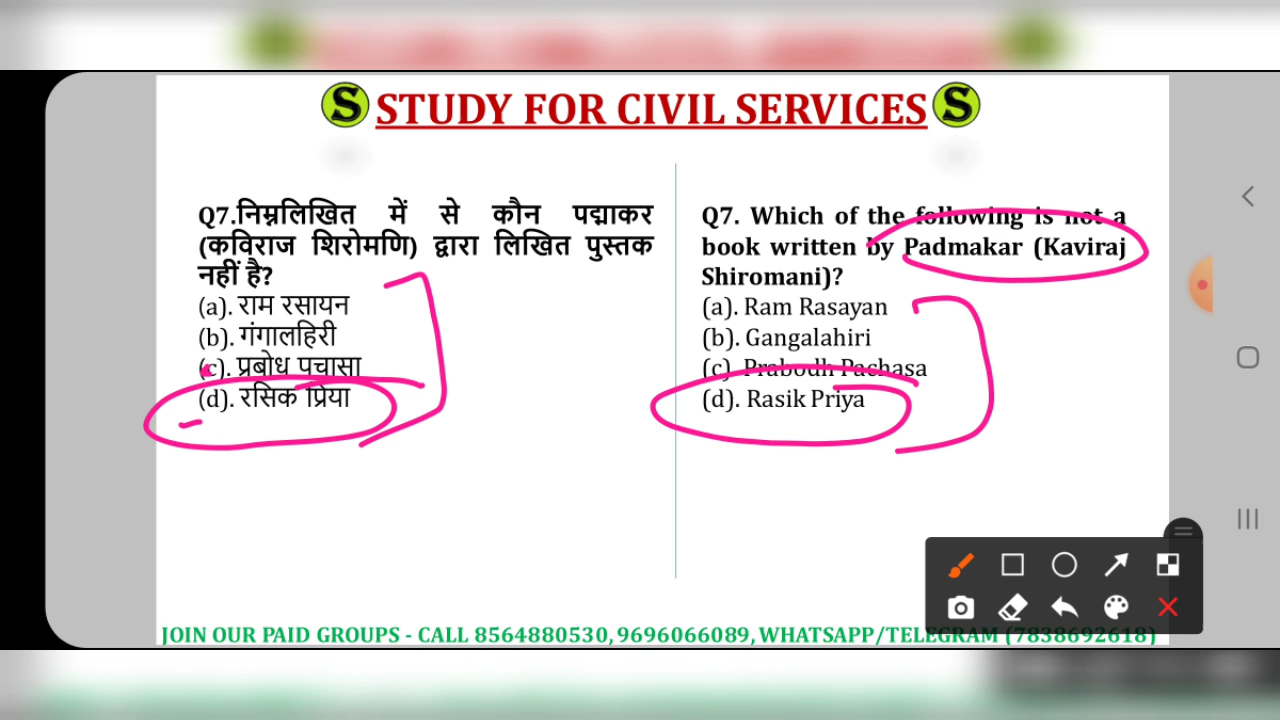 S STUDY FOR CIVIL SERVICES S
Q7.निम्नलिखित में से कौन पद्माकर
(कविराज शिरोमणि) द्वारा लिखित पुस्तक
नहीं है?
(a). राम रसायन
(b). गंगालहिरी
(c). प्रबोध पचासा
(d). रसिक प्रिया
Q7. Which of the following is not a
book written by Padmakar (Kaviraj
Shiromani)?
(a). Ram Rasayan
(b). Gangalahiri
(c). Prabodh Pachasa
(d). Rasik Priya
JOIN OUR PAID GROUPS - CALL 8564880530, 9696066089, WHATSAPP/TELEGRAM (7838692618)